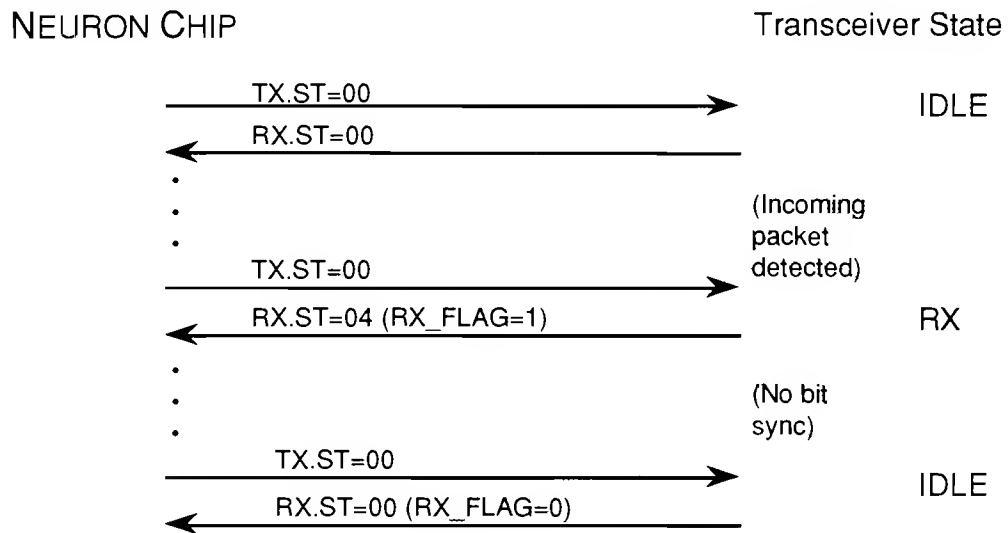 NEURON CHIP
Transceiver State
TX.ST=00
IDLE
RX.ST=00
(Incoming
packet
detected)
TX.ST=00
RX.ST=04 (RX_FLAG=1)
RX
(No bit
sync)
TX.ST=00
IDLE
RX.ST=00 (RX_FLAG=0)